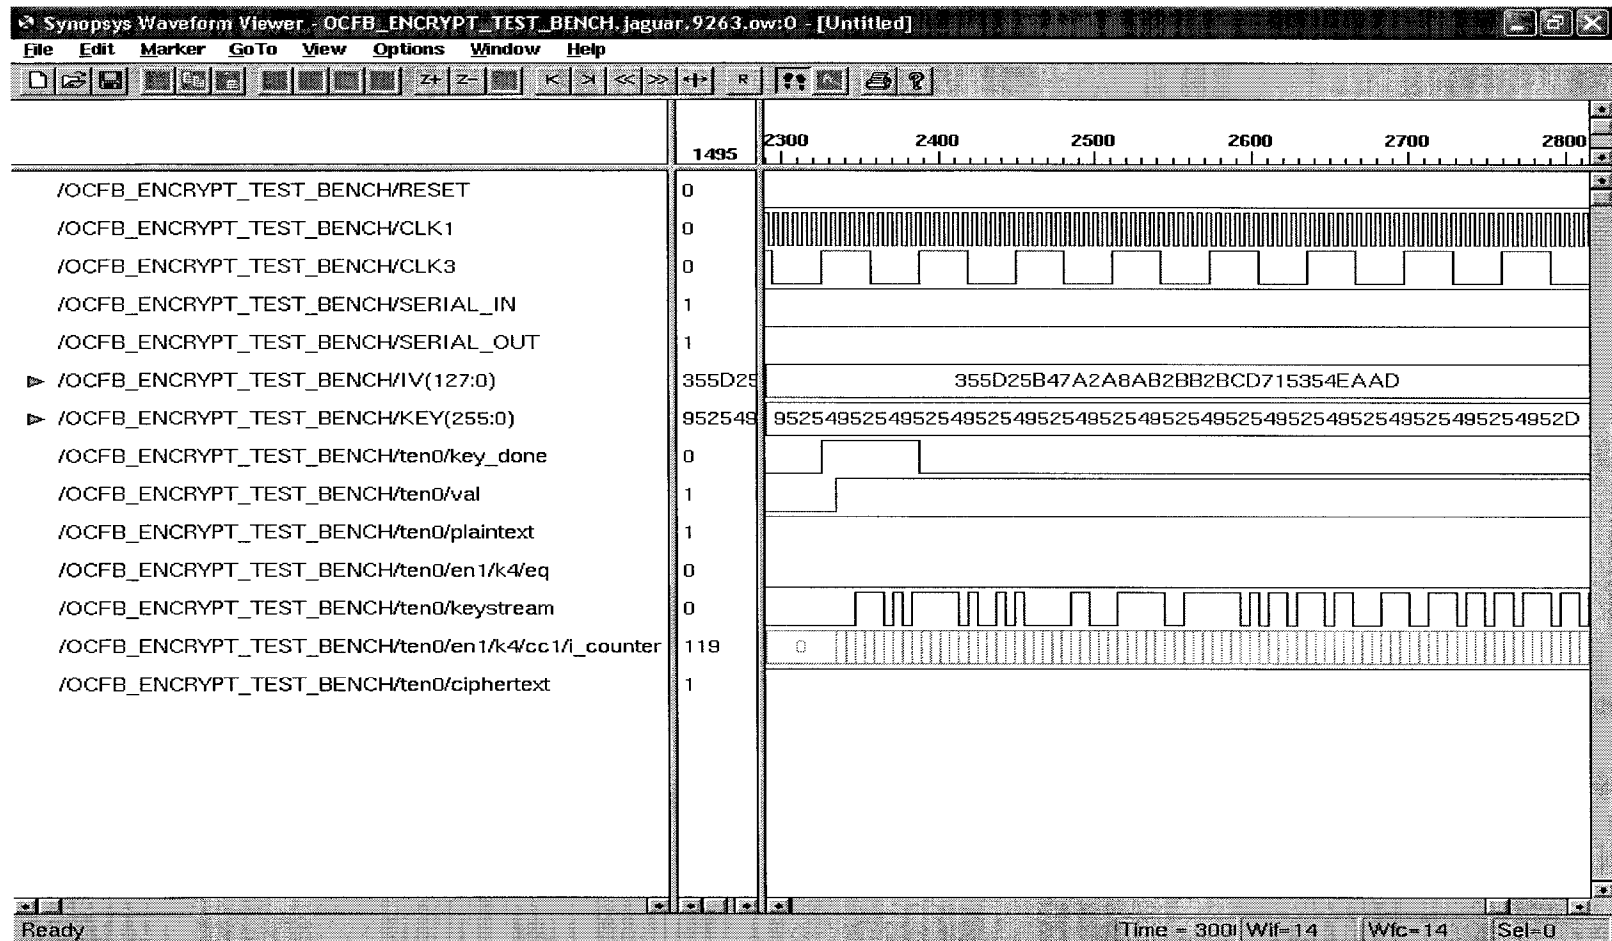 Synopsys Waveform Viewer - OCFB_ENCRYPT_TEST_BENCH.jaguar.9263.ow:0 - [Untitled]
File Edit Marker GoTo View Options Window Help
Z+ Z- R
1495 2300 2400 2500 2600 2700 2800
/OCFB_ENCRYPT_TEST_BENCH/RESET 0
/OCFB_ENCRYPT_TEST_BENCH/CLK1 0
/OCFB_ENCRYPT_TEST_BENCH/CLK3 0
/OCFB_ENCRYPT_TEST_BENCH/SERIAL_IN 1
/OCFB_ENCRYPT_TEST_BENCH/SERIAL_OUT 1
/OCFB_ENCRYPT_TEST_BENCH/IV(127:0) 355D25 355D25B47A2A8AB2BB2BCD715354EAAD
/OCFB_ENCRYPT_TEST_BENCH/KEY(255:0) 952549 952549525495254952549525495254952549525495254952549525495254952D
/OCFB_ENCRYPT_TEST_BENCH/ten0/key_done 0
/OCFB_ENCRYPT_TEST_BENCH/ten0/val 1
/OCFB_ENCRYPT_TEST_BENCH/ten0/plaintext 1
/OCFB_ENCRYPT_TEST_BENCH/ten0/en1/k4/eq 0
/OCFB_ENCRYPT_TEST_BENCH/ten0/keystream 0
/OCFB_ENCRYPT_TEST_BENCH/ten0/en1/k4/cc1/i_counter 119 0
/OCFB_ENCRYPT_TEST_BENCH/ten0/ciphertext 1
Ready Time = 300 Wif=14 Wfc=14 Sel=0